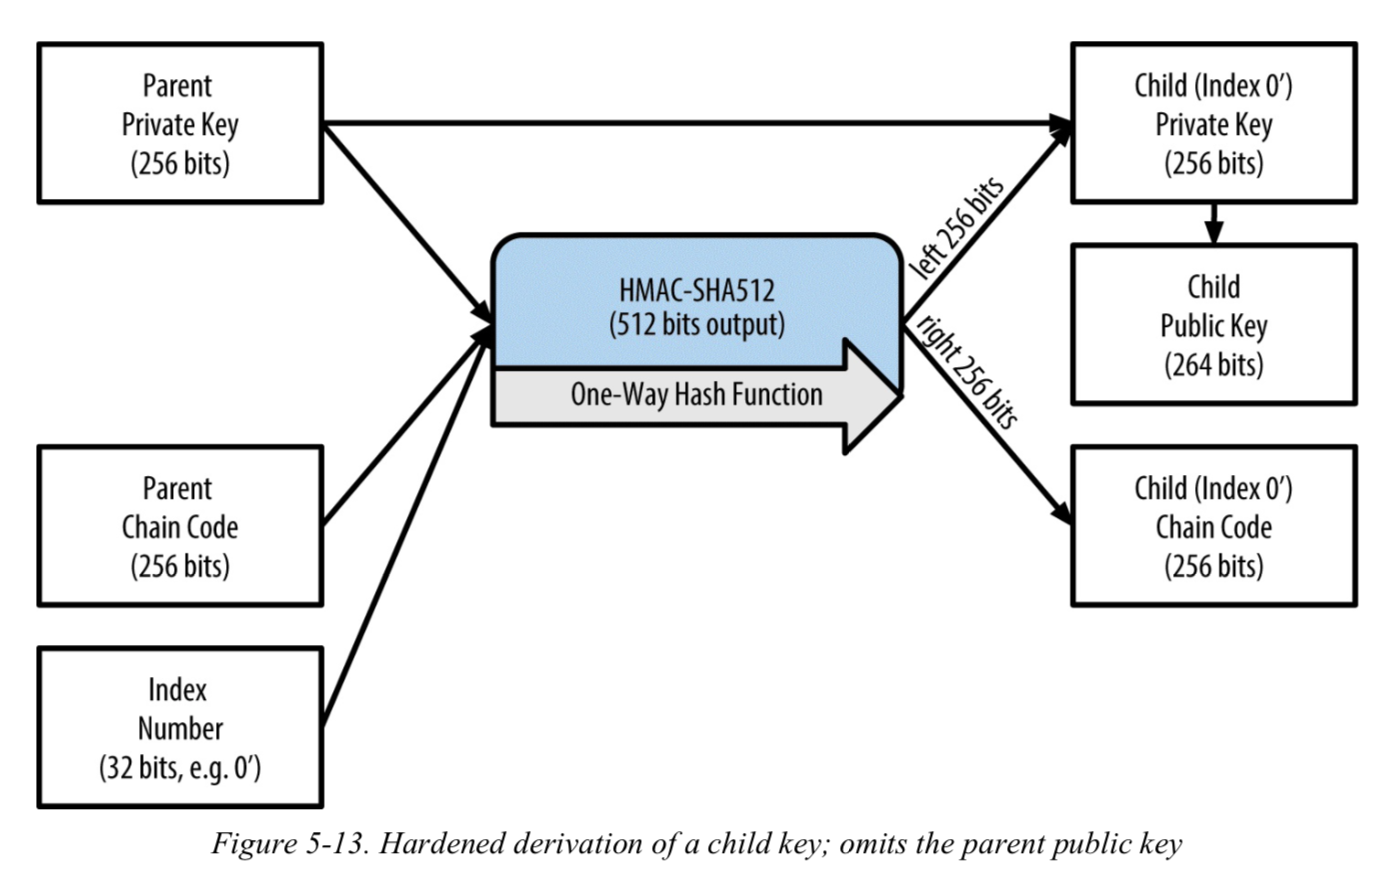 Parent
Private Key
(256 bits)
Child (Index 0′)
Private Key
(256 bits)
left 256 bits
HMAC-SHA512
(512 bits output)
One-Way Hash Function
right 256 bits
Child
Public Key
(264 bits)
Parent
Chain Code
(256 bits)
Child (Index 0′)
Chain Code
(256 bits)
Index
Number
(32 bits, e.g. 0′)
Figure 5-13. Hardened derivation of a child key; omits the parent public key